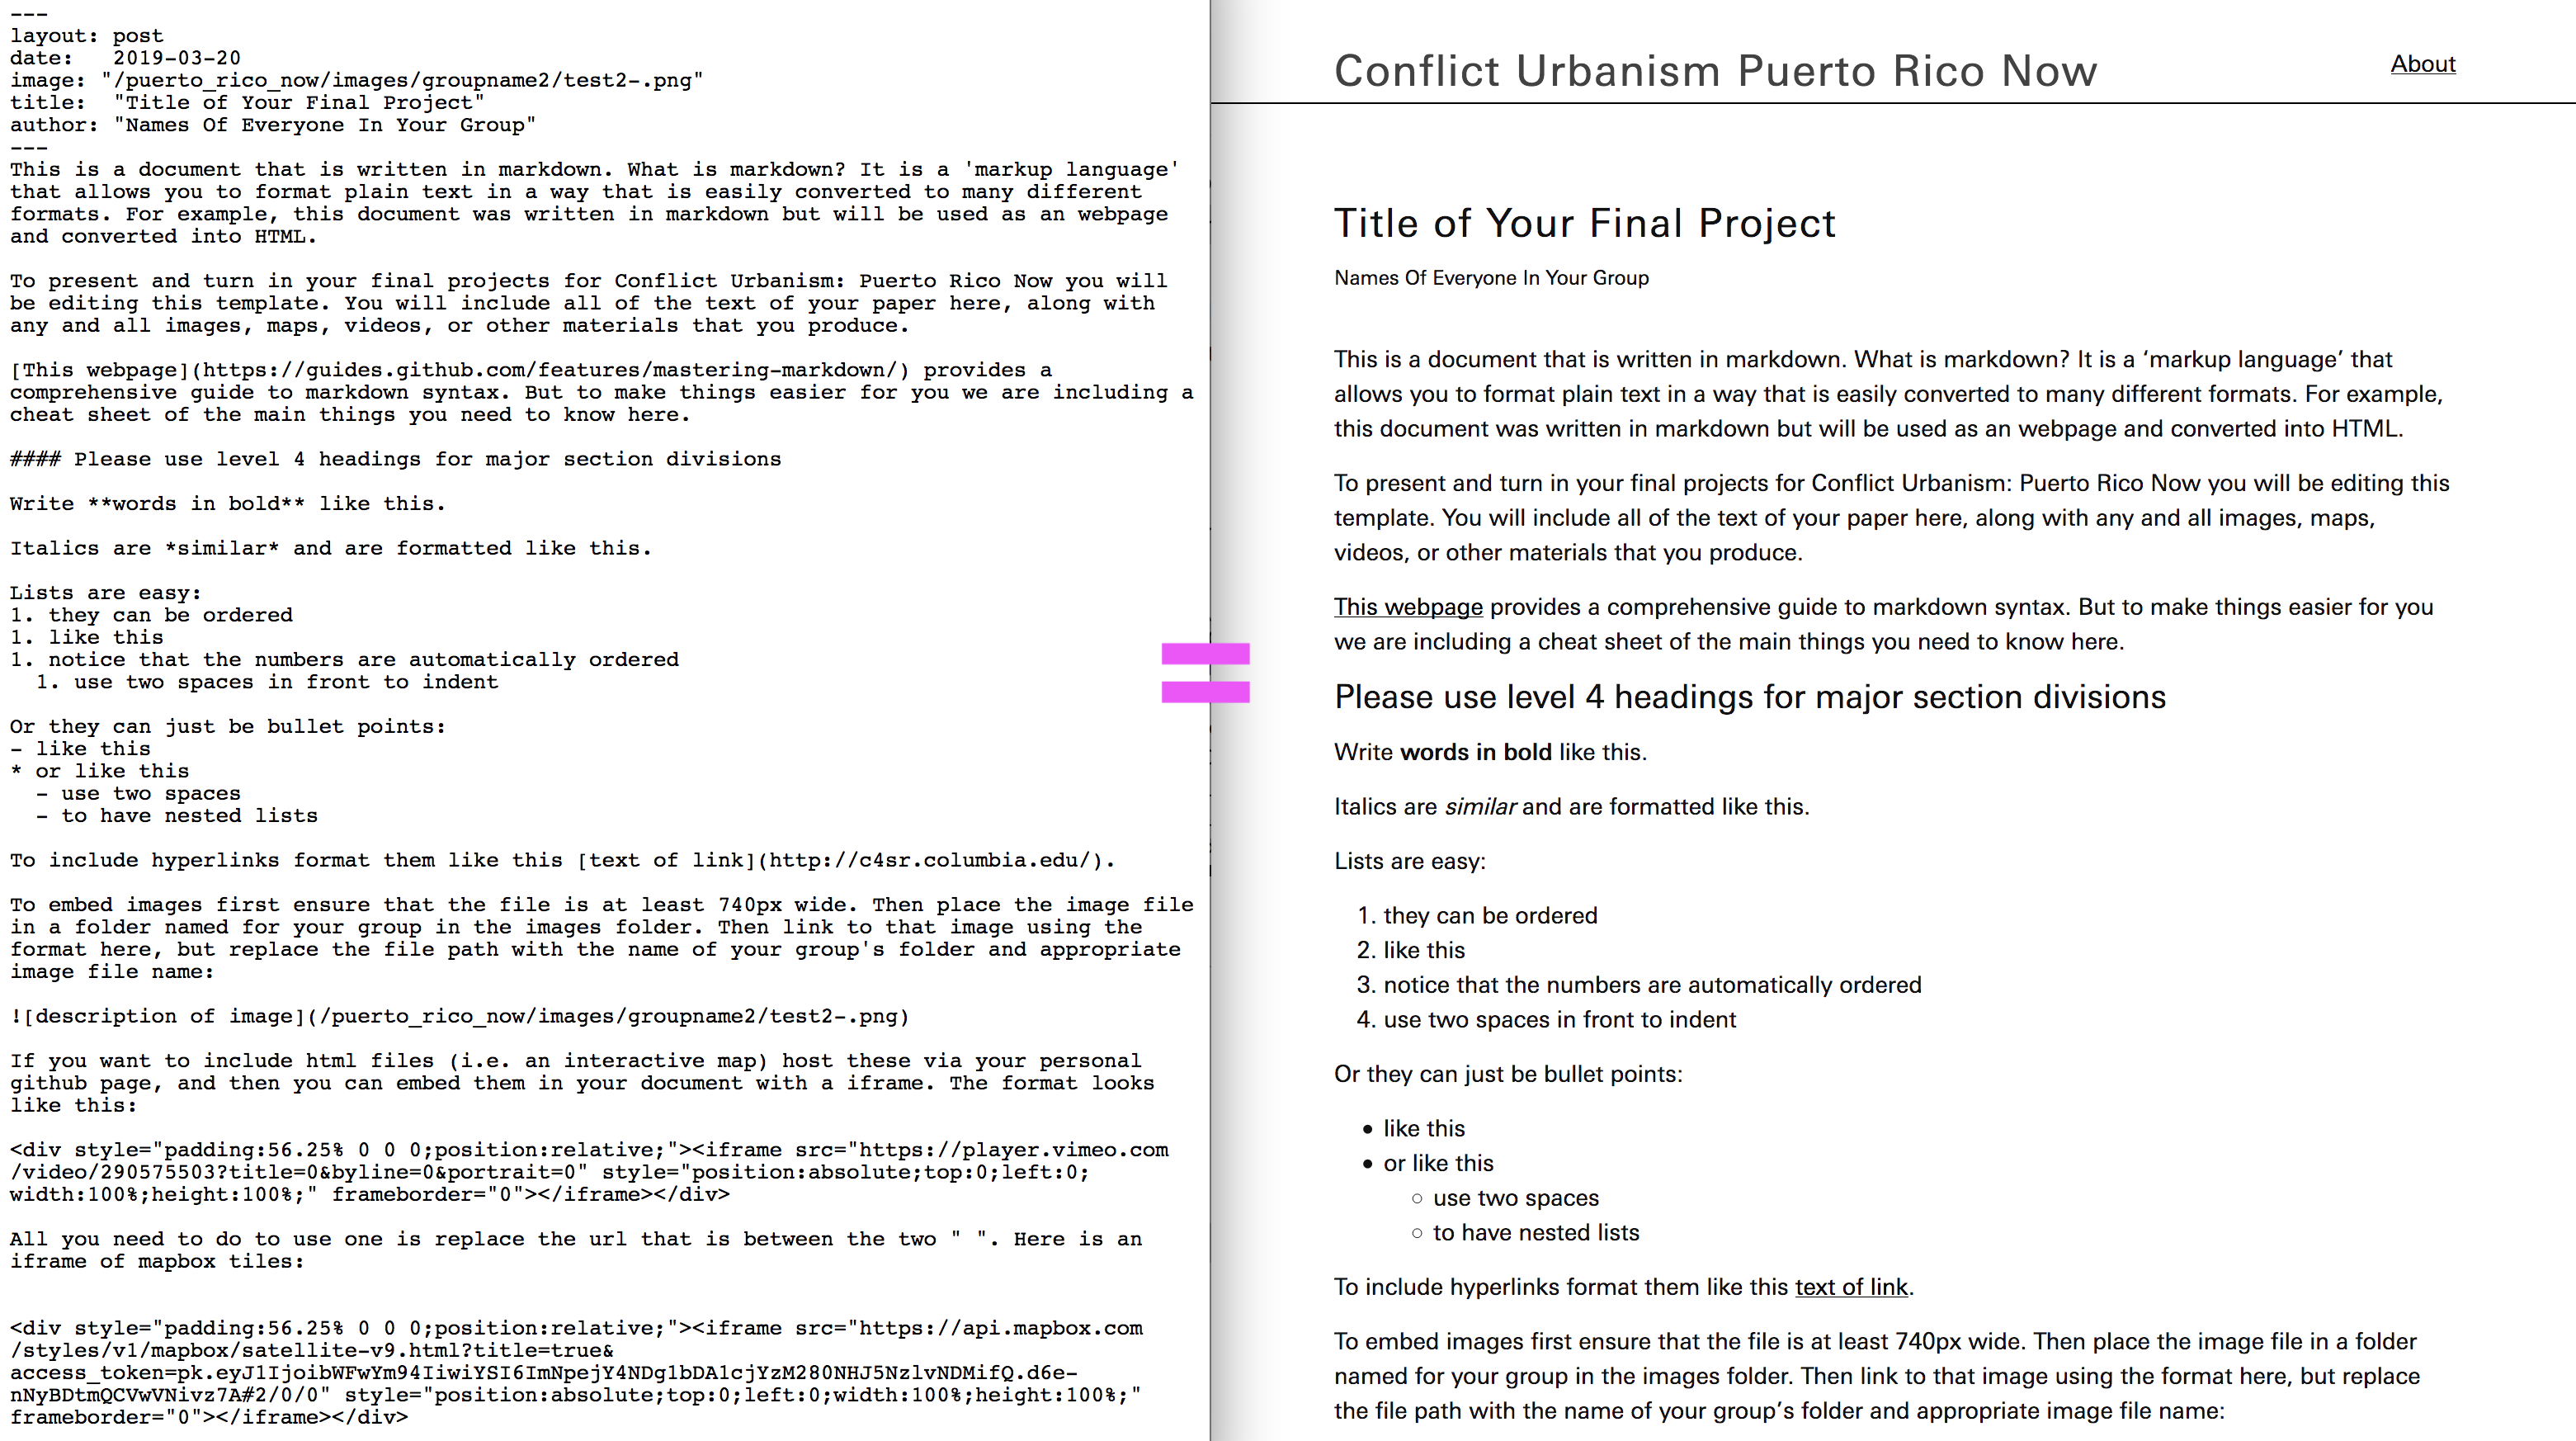 ---
layout: post
date:   2019-03-20
image: "/puerto_rico_now/images/groupname2/test2-.png"
title:  "Title of Your Final Project"
author: "Names Of Everyone In Your Group"
---
This is a document that is written in markdown. What is markdown? It is a 'markup language'
that allows you to format plain text in a way that is easily converted to many different
formats. For example, this document was written in markdown but will be used as an webpage
and converted into HTML.

To present and turn in your final projects for Conflict Urbanism: Puerto Rico Now you will
be editing this template. You will include all of the text of your paper here, along with
any and all images, maps, videos, or other materials that you produce.

[This webpage](https://guides.github.com/features/mastering-markdown/) provides a
comprehensive guide to markdown syntax. But to make things easier for you we are including a
cheat sheet of the main things you need to know here.

#### Please use level 4 headings for major section divisions

Write **words in bold** like this.

Italics are *similar* and are formatted like this.

Lists are easy:
1. they can be ordered
1. like this
1. notice that the numbers are automatically ordered
  1. use two spaces in front to indent

Or they can just be bullet points:
- like this
* or like this
  - use two spaces
  - to have nested lists

To include hyperlinks format them like this [text of link](http://c4sr.columbia.edu/).

To embed images first ensure that the file is at least 740px wide. Then place the image file
in a folder named for your group in the images folder. Then link to that image using the
format here, but replace the file path with the name of your group's folder and appropriate
image file name:

![description of image](/puerto_rico_now/images/groupname2/test2-.png)

If you want to include html files (i.e. an interactive map) host these via your personal
github page, and then you can embed them in your document with a iframe. The format looks
like this:

<div style="padding:56.25% 0 0 0;position:relative;"><iframe src="https://player.vimeo.com
/video/290575503?title=0&byline=0&portrait=0" style="position:absolute;top:0;left:0;
width:100%;height:100%;" frameborder="0"></iframe></div>

All you need to do to use one is replace the url that is between the two " ". Here is an
iframe of mapbox tiles:

<div style="padding:56.25% 0 0 0;position:relative;"><iframe src="https://api.mapbox.com
/styles/v1/mapbox/satellite-v9.html?title=true&
access_token=pk.eyJ1IjoibWFwYm94IiwiYSI6ImNpejY4NDg1bDA1cjYzM280NHJ5NzlvNDMifQ.d6e-
nNyBDtmQCVwVNivz7A#2/0/0" style="position:absolute;top:0;left:0;width:100%;height:100%;"
frameborder="0"></iframe></div>

Conflict Urbanism Puerto Rico Now
About
Title of Your Final Project
Names Of Everyone In Your Group
This is a document that is written in markdown. What is markdown? It is a ‘markup language’ that
allows you to format plain text in a way that is easily converted to many different formats. For example,
this document was written in markdown but will be used as an webpage and converted into HTML.
To present and turn in your final projects for Conflict Urbanism: Puerto Rico Now you will be editing this
template. You will include all of the text of your paper here, along with any and all images, maps,
videos, or other materials that you produce.
This webpage provides a comprehensive guide to markdown syntax. But to make things easier for you
we are including a cheat sheet of the main things you need to know here.
Please use level 4 headings for major section divisions
Write words in bold like this.
Italics are similar and are formatted like this.
Lists are easy:
1. they can be ordered
2. like this
3. notice that the numbers are automatically ordered
4. use two spaces in front to indent
Or they can just be bullet points:
• like this
• or like this
◦ use two spaces
◦ to have nested lists
To include hyperlinks format them like this text of link.
To embed images first ensure that the file is at least 740px wide. Then place the image file in a folder
named for your group in the images folder. Then link to that image using the format here, but replace
the file path with the name of your group’s folder and appropriate image file name: